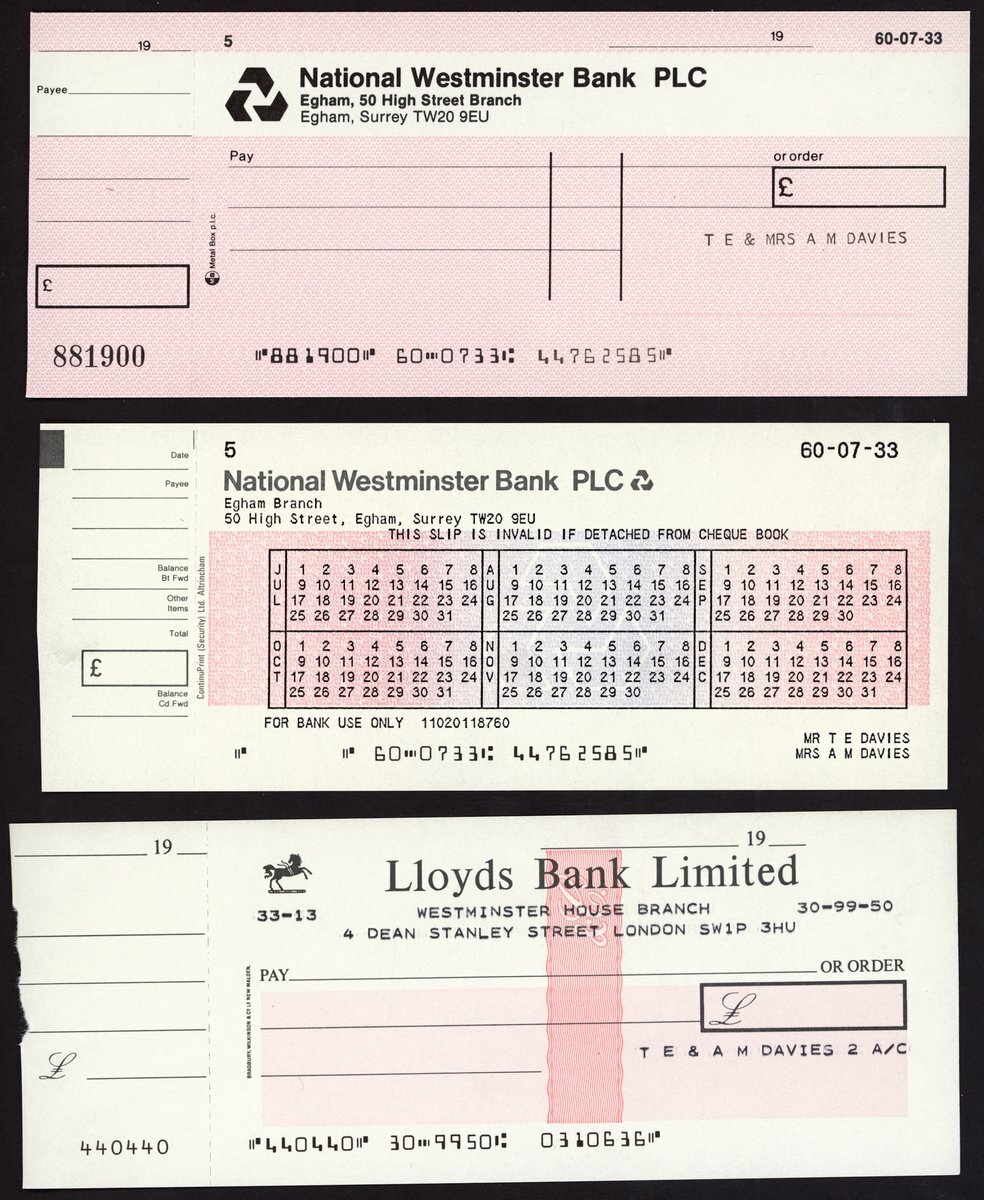 19
5
19
60-07-33
Payee
National Westminster Bank PLC
Egham, 50 High Street Branch
Egham, Surrey TW20 9EU
Pay
or order
£
T E & MRS A M DAVIES
Metal Box p.l.c.
£
881900
⑈881900⑈ 60⑉0733⑆ 44762585⑈
Date
5
60-07-33
Payee
National Westminster Bank PLC
Egham Branch
50 High Street, Egham, Surrey TW20 9EU
THIS SLIP IS INVALID IF DETACHED FROM CHEQUE BOOK
Balance
Bt Fwd
Other
Items
Total
£
Balance
Cd Fwd
ContinuPrint (Security) Ltd. Altrincham
JUL 1 2 3 4 5 6 7 8 AUG 1 2 3 4 5 6 7 8 SEP 1 2 3 4 5 6 7 8
9 10 11 12 13 14 15 16 9 10 11 12 13 14 15 16 9 10 11 12 13 14 15 16
17 18 19 20 21 22 23 24 17 18 19 20 21 22 23 24 17 18 19 20 21 22 23 24
25 26 27 28 29 30 31 25 26 27 28 29 30 31 25 26 27 28 29 30
OCT 1 2 3 4 5 6 7 8 NOV 1 2 3 4 5 6 7 8 DEC 1 2 3 4 5 6 7 8
9 10 11 12 13 14 15 16 9 10 11 12 13 14 15 16 9 10 11 12 13 14 15 16
17 18 19 20 21 22 23 24 17 18 19 20 21 22 23 24 17 18 19 20 21 22 23 24
25 26 27 28 29 30 31 25 26 27 28 29 30 25 26 27 28 29 30 31
FOR BANK USE ONLY 11020118760
MR T E DAVIES
MRS A M DAVIES
⑈ ⑈ 60⑉0733⑆ 44762585⑈
19
19
Lloyds Bank Limited
33-13
WESTMINSTER HOUSE BRANCH
30-99-50
4 DEAN STANLEY STREET LONDON SW1P 3HU
PAY
OR ORDER
£
BRADBURY, WILKINSON & Cº Lº NEW MALDEN.
T E & A M DAVIES 2 A/C
£
440440
⑈440440⑈ 30⑉9950⑆ 0310636⑈